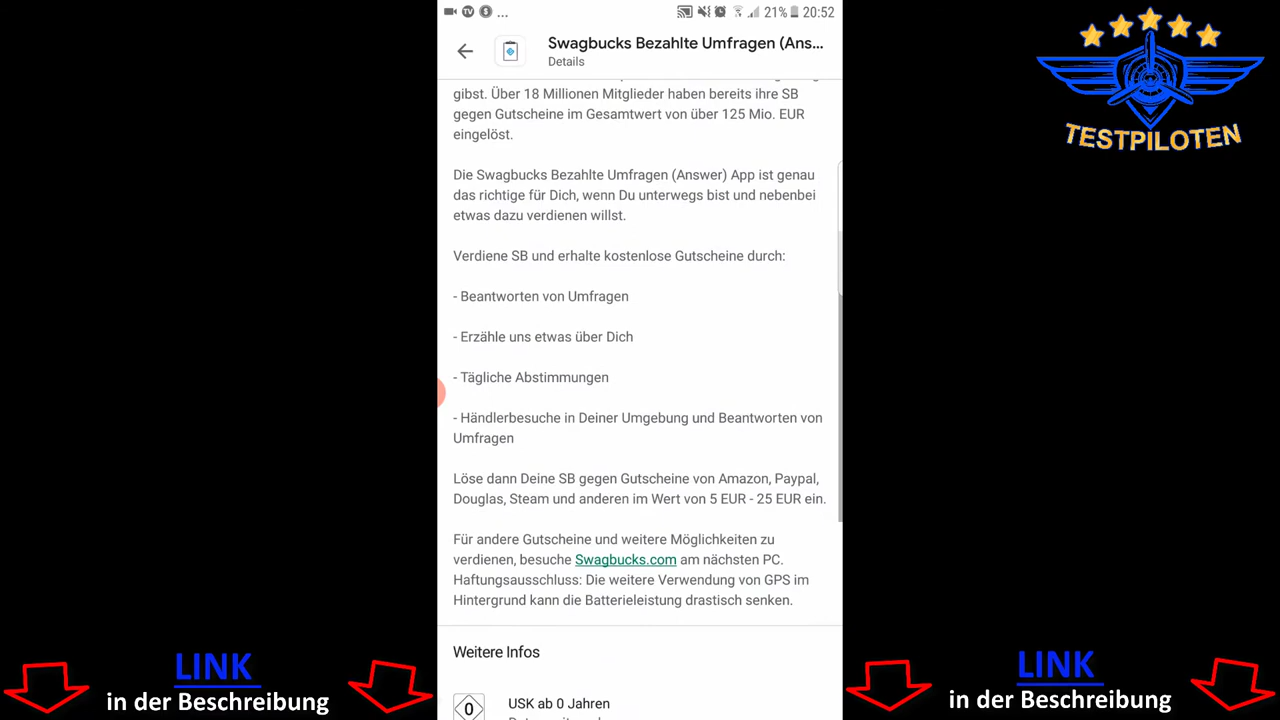 TV $ ... 21% 20:52
Swagbucks Bezahlte Umfragen (Ans...
Details
gibst. Über 18 Millionen Mitglieder haben bereits ihre SB
gegen Gutscheine im Gesamtwert von über 125 Mio. EUR
eingelöst.
Die Swagbucks Bezahlte Umfragen (Answer) App ist genau
das richtige für Dich, wenn Du unterwegs bist und nebenbei
etwas dazu verdienen willst.
Verdiene SB und erhalte kostenlose Gutscheine durch:
- Beantworten von Umfragen
- Erzähle uns etwas über Dich
- Tägliche Abstimmungen
- Händlerbesuche in Deiner Umgebung und Beantworten von
Umfragen
Löse dann Deine SB gegen Gutscheine von Amazon, Paypal,
Douglas, Steam und anderen im Wert von 5 EUR - 25 EUR ein.
Für andere Gutscheine und weitere Möglichkeiten zu
verdienen, besuche Swagbucks.com am nächsten PC.
Haftungsausschluss: Die weitere Verwendung von GPS im
Hintergrund kann die Batterieleistung drastisch senken.
Weitere Infos
0 USK ab 0 Jahren
TESTPILOTEN
LINK
in der Beschreibung
LINK
in der Beschreibung